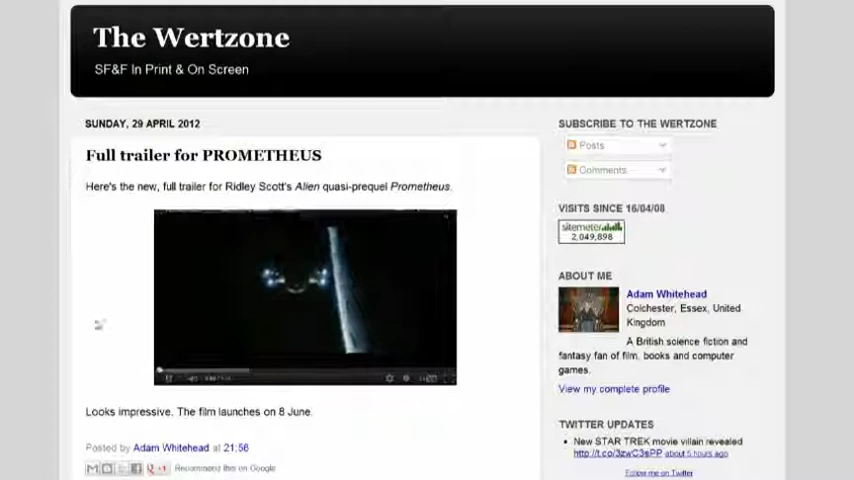 The Wertzone
SF&F In Print & On Screen
SUNDAY, 29 APRIL 2012
Full trailer for PROMETHEUS
Here's the new, full trailer for Ridley Scott's Alien quasi-prequel Prometheus.
Looks impressive. The film launches on 8 June.
Posted by Adam Whitehead at 21:56
+1 Recommend this on Google
SUBSCRIBE TO THE WERTZONE
Posts
Comments
VISITS SINCE 16/04/08
sitemeter
2,049,898
ABOUT ME
Adam Whitehead
Colchester, Essex, United
Kingdom
A British science fiction and
fantasy fan of film, books and computer
games.
View my complete profile
TWITTER UPDATES
New STAR TREK movie villain revealed
http://t.co/3zwC3sPP about 5 hours ago
Follow me on Twitter